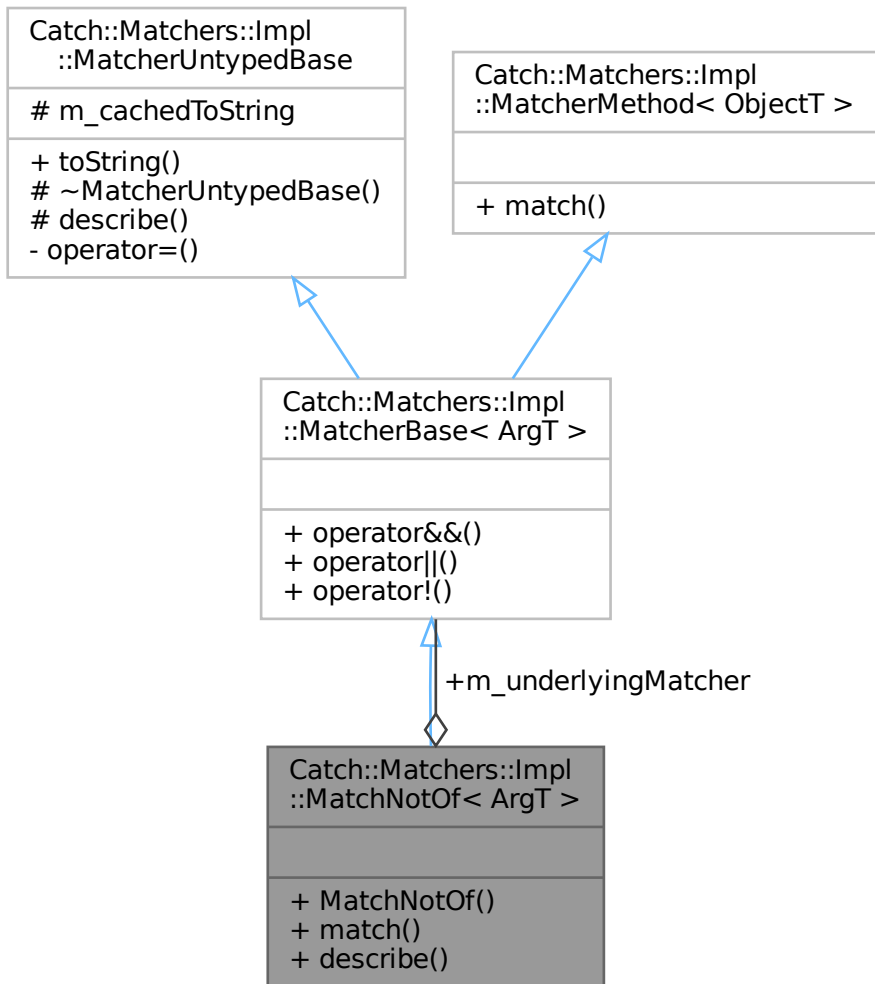 Catch::Matchers::Impl
::MatcherUntypedBase
# m_cachedToString
+ toString()
# ~MatcherUntypedBase()
# describe()
- operator=()
Catch::Matchers::Impl
::MatcherMethod< ObjectT >
+ match()
Catch::Matchers::Impl
::MatcherBase< ArgT >
+ operator&&()
+ operator||()
+ operator!()
+m_underlyingMatcher
Catch::Matchers::Impl
::MatchNotOf< ArgT >
+ MatchNotOf()
+ match()
+ describe()